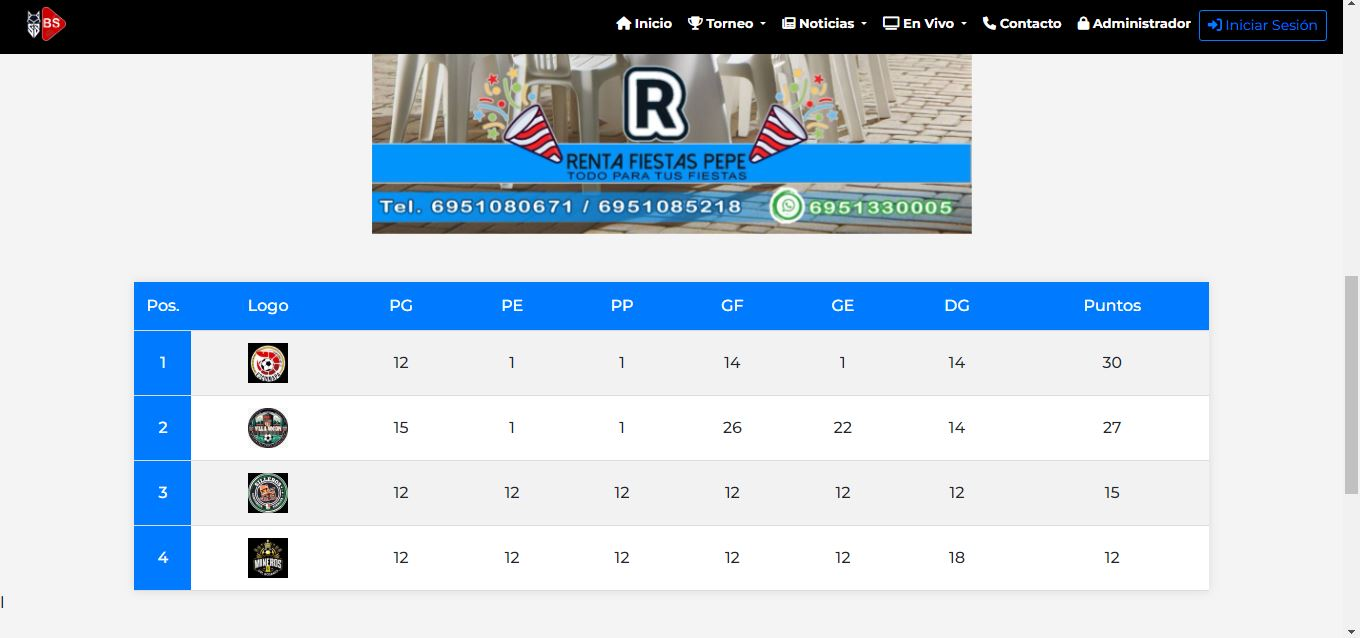 BS Inicio Torneo Noticias En Vivo Contacto Administrador Iniciar Sesión
R
RENTA FIESTAS PEPE
TODO PARA TUS FIESTAS
Tel. 6951080671 / 6951085218 6951330005
Pos. Logo PG PE PP GF GE DG Puntos
1 12 1 1 14 1 14 30
2 VILLA UNION 15 1 1 26 22 14 27
3 12 12 12 12 12 12 15
4 MINEROS 12 12 12 12 12 18 12
l